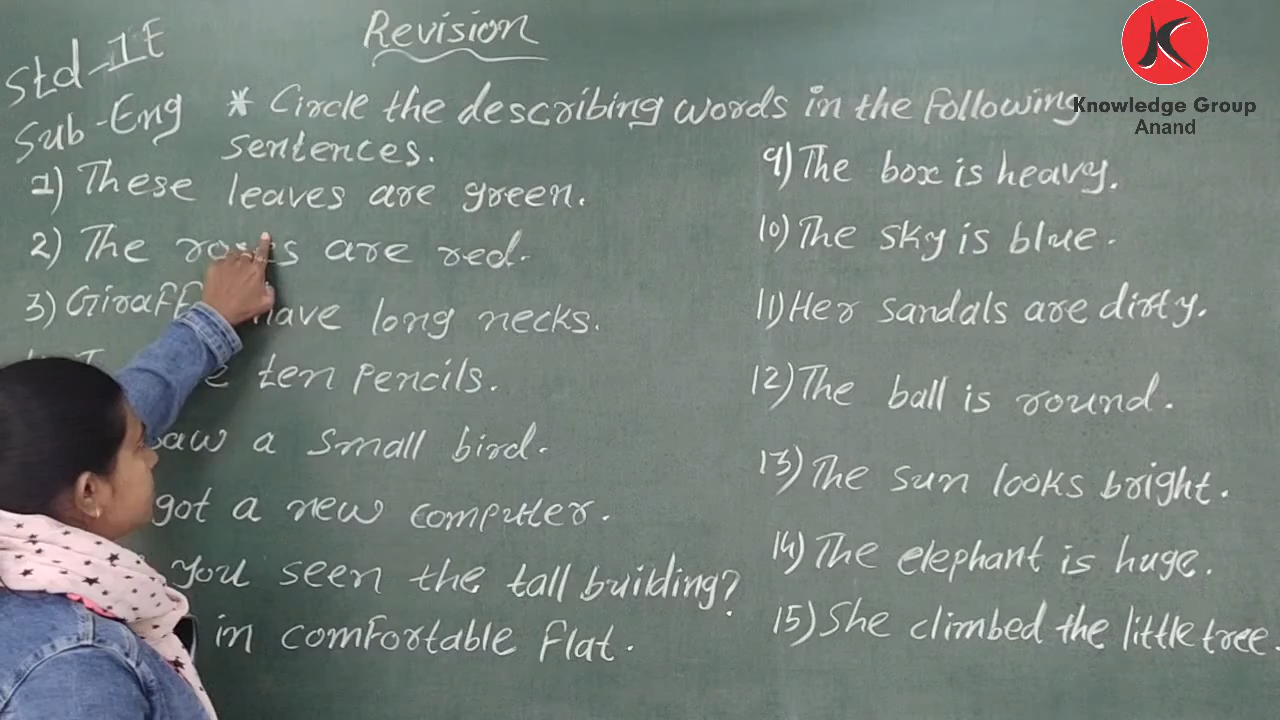 Revision
Std-1E
Sub-Eng
* Circle the describing words in the following
sentences.
1) These leaves are green.
2) The roses are red.
3) Giraff have long necks.
ten pencils.
saw a small bird.
got a new computer.
you seen the tall building?
in comfortable flat.
9) The box is heavy.
10) The sky is blue.
11) Her sandals are dirty.
12) The ball is round.
13) The sun looks bright.
14) The elephant is huge.
15) She climbed the little tree.
K
Knowledge Group
Anand